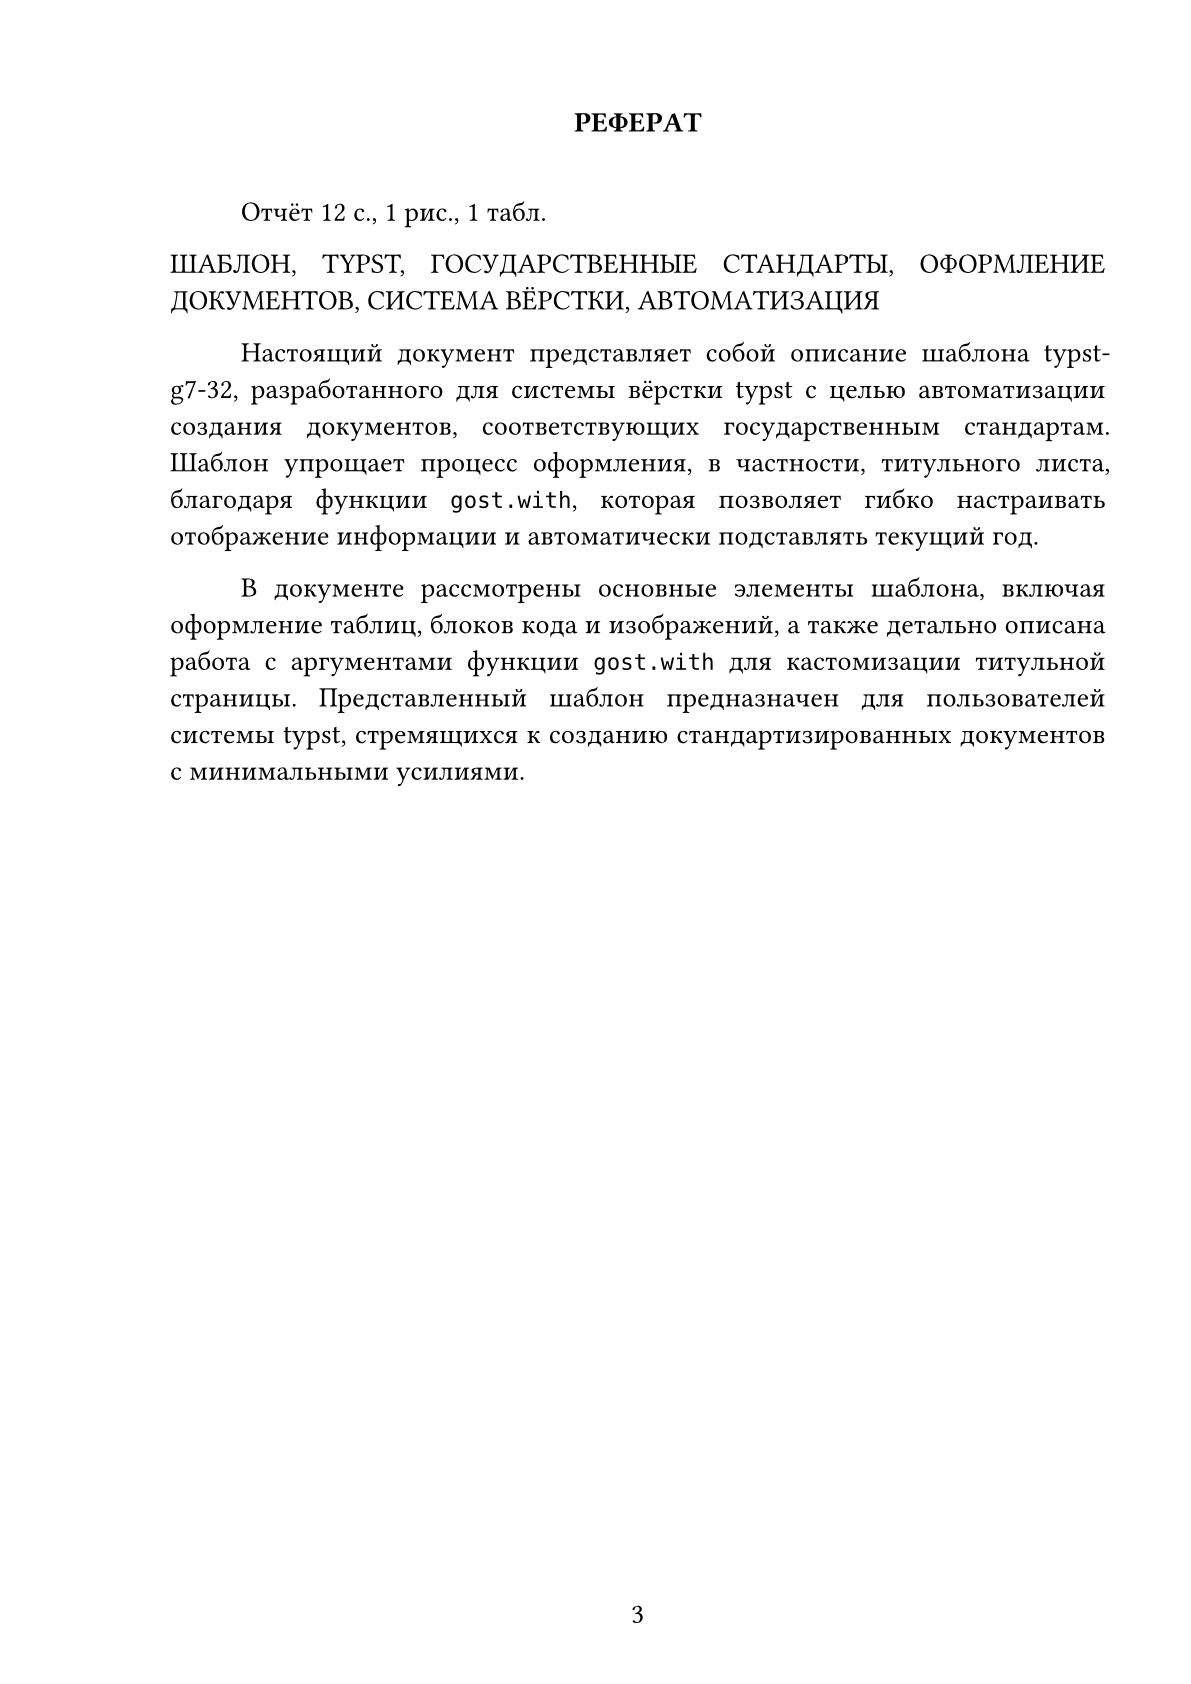 РЕФЕРАТ
Отчёт 12 с., 1 рис., 1 табл.
ШАБЛОН, TYPST, ГОСУДАРСТВЕННЫЕ СТАНДАРТЫ, ОФОРМЛЕНИЕ
ДОКУМЕНТОВ, СИСТЕМА ВЁРСТКИ, АВТОМАТИЗАЦИЯ
Настоящий документ представляет собой описание шаблона typst-
g7-32, разработанного для системы вёрстки typst с целью автоматизации
создания документов, соответствующих государственным стандартам.
Шаблон упрощает процесс оформления, в частности, титульного листа,
благодаря функции gost.with, которая позволяет гибко настраивать
отображение информации и автоматически подставлять текущий год.
В документе рассмотрены основные элементы шаблона, включая
оформление таблиц, блоков кода и изображений, а также детально описана
работа с аргументами функции gost.with для кастомизации титульной
страницы. Представленный шаблон предназначен для пользователей
системы typst, стремящихся к созданию стандартизированных документов
с минимальными усилиями.
3